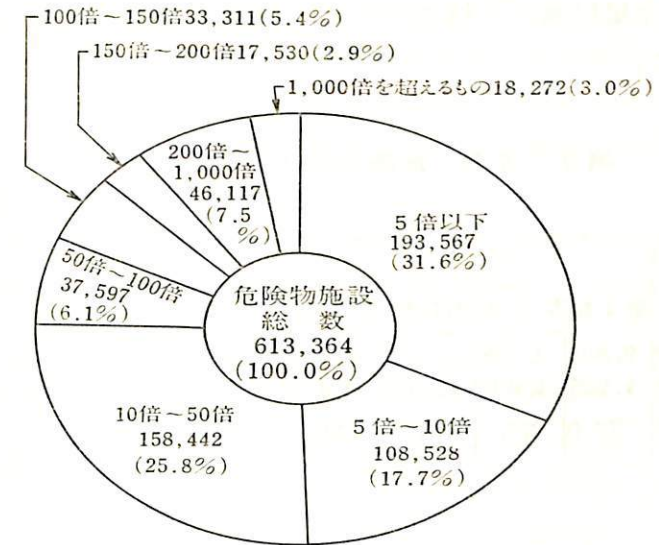 100倍～150倍33,311(5.4%)
150倍～200倍17,530(2.9%)
1,000倍を超えるもの18,272(3.0%)
200倍～
1,000倍
46,117
(7.5
%)
5倍以下
193,567
(31.6%)
50倍～100倍
37,597
(6.1%)
危険物施設
総数
613,364
(100.0%)
10倍～50倍
158,442
(25.8%)
5倍～10倍
108,528
(17.7%)